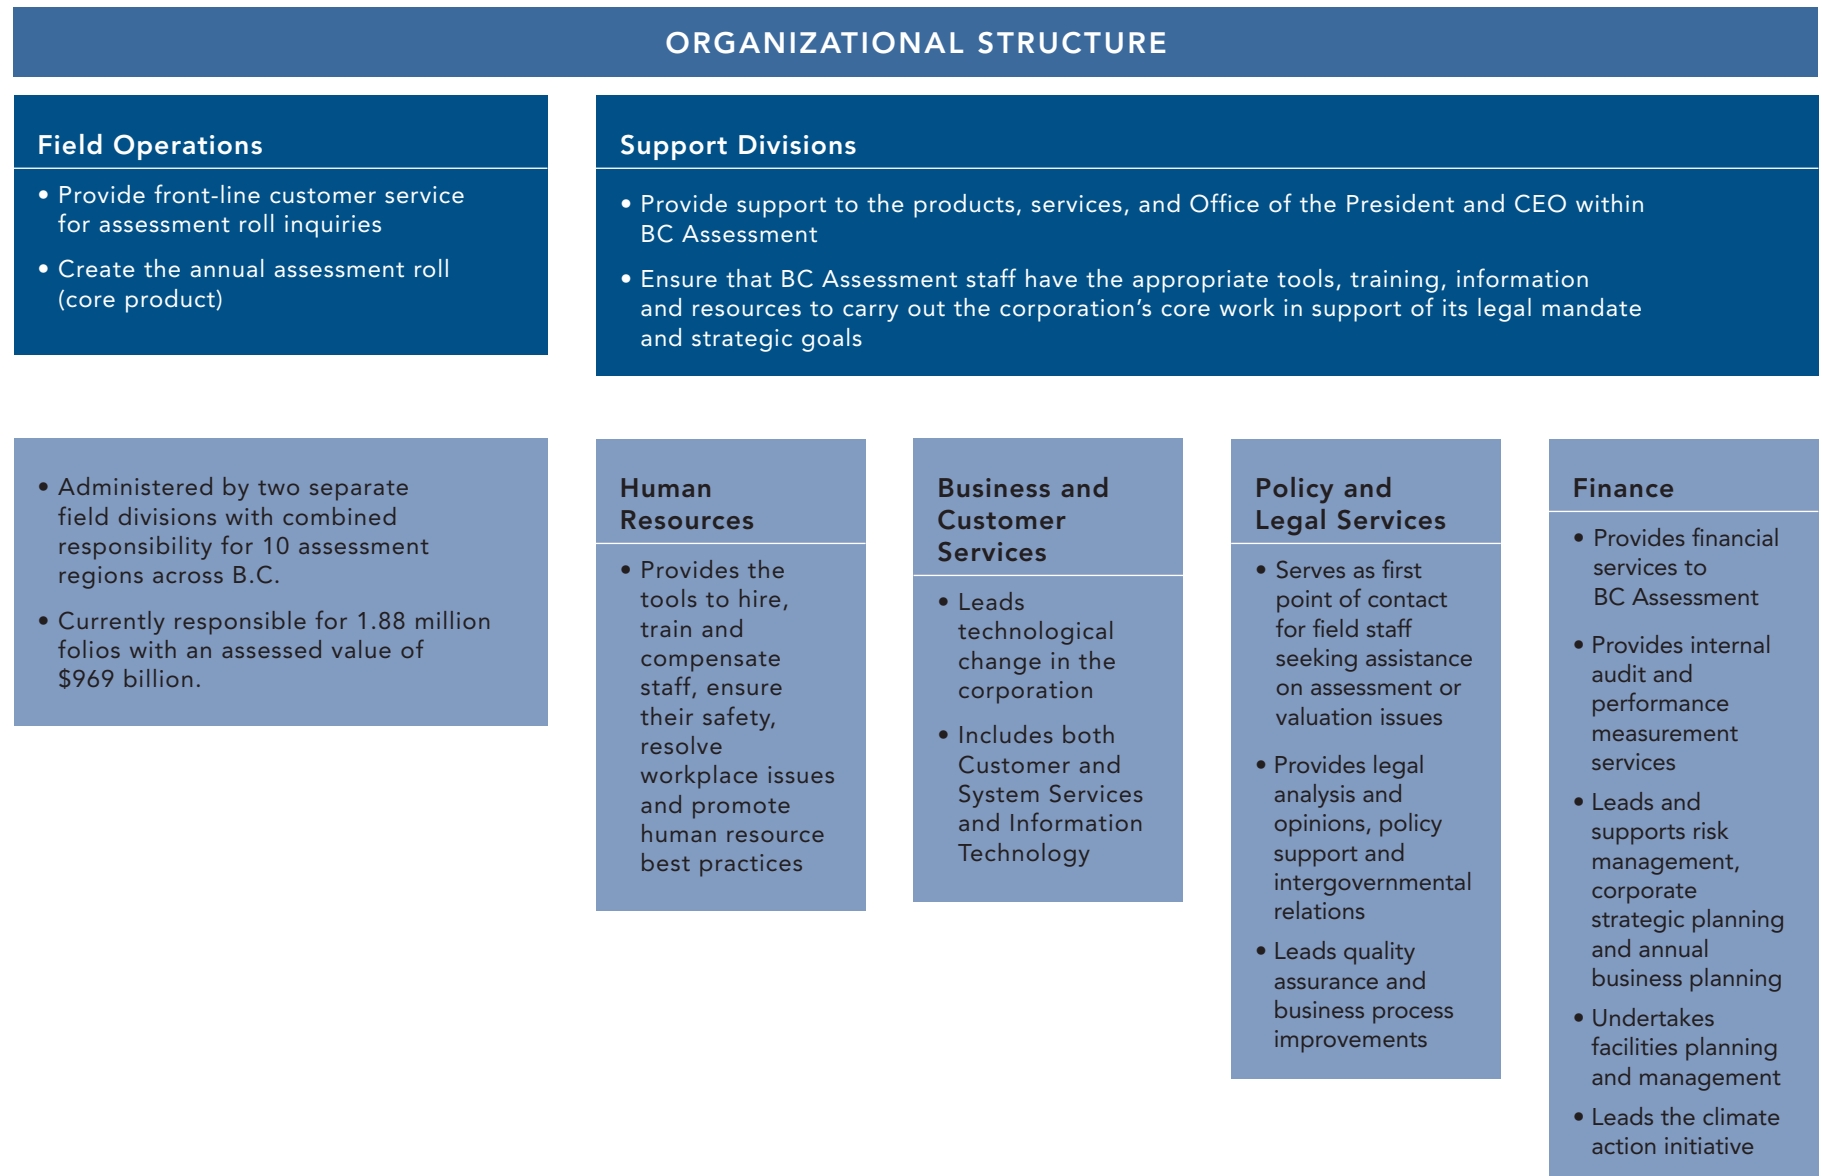 ORGANIZATIONAL STRUCTURE
Field Operations
• Provide front-line customer service
for assessment roll inquiries
• Create the annual assessment roll
(core product)
Support Divisions
• Provide support to the products, services, and Office of the President and CEO within
BC Assessment
• Ensure that BC Assessment staff have the appropriate tools, training, information
and resources to carry out the corporation’s core work in support of its legal mandate
and strategic goals
• Administered by two separate
field divisions with combined
responsibility for 10 assessment
regions across B.C.
• Currently responsible for 1.88 million
folios with an assessed value of
$969 billion.
Human
Resources
• Provides the
tools to hire,
train and
compensate
staff, ensure
their safety,
resolve
workplace issues
and promote
human resource
best practices
Business and
Customer
Services
• Leads
technological
change in the
corporation
• Includes both
Customer and
System Services
and Information
Technology
Policy and
Legal Services
• Serves as first
point of contact
for field staff
seeking assistance
on assessment or
valuation issues
• Provides legal
analysis and
opinions, policy
support and
intergovernmental
relations
• Leads quality
assurance and
business process
improvements
Finance
• Provides financial
services to
BC Assessment
• Provides internal
audit and
performance
measurement
services
• Leads and
supports risk
management,
corporate
strategic planning
and annual
business planning
• Undertakes
facilities planning
and management
• Leads the climate
action initiative